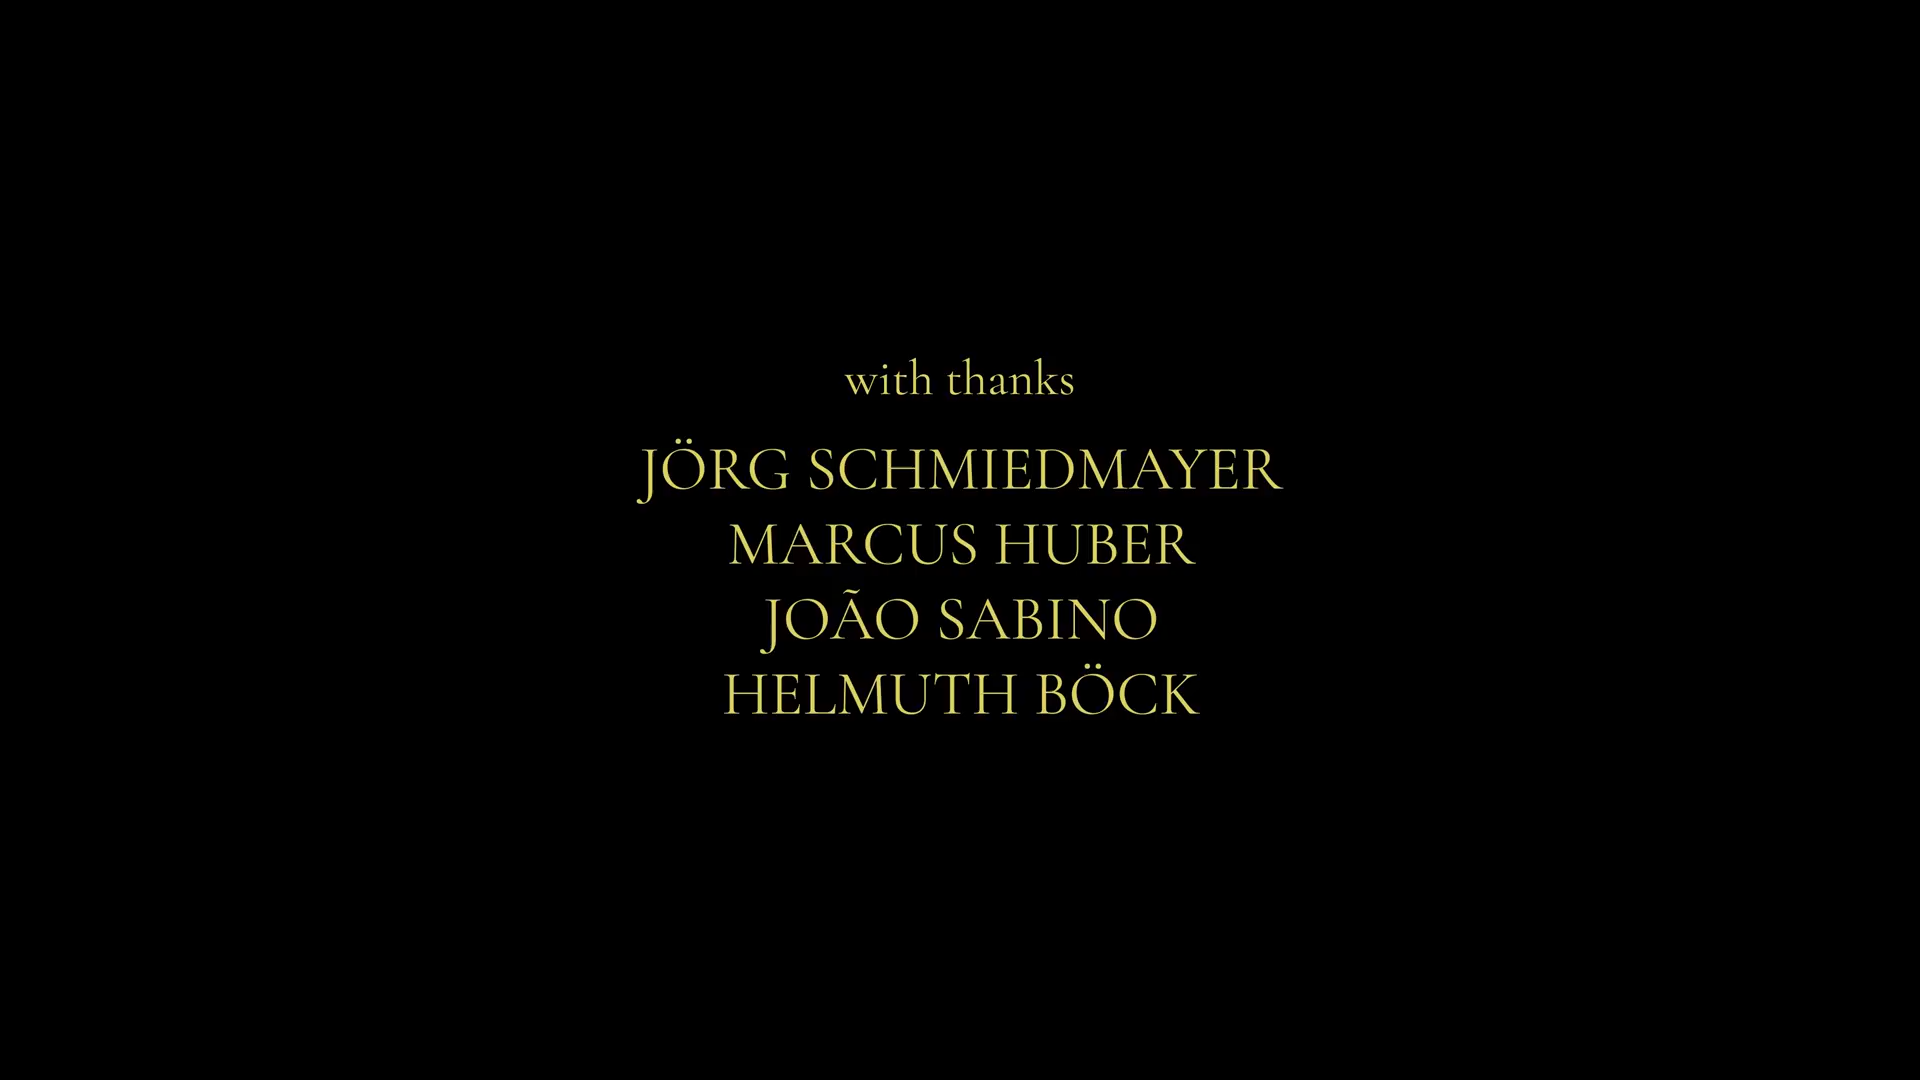 with thanks
JÖRG SCHMIEDMAYER
MARCUS HUBER
JOÃO SABINO
HELMUTH BÖCK